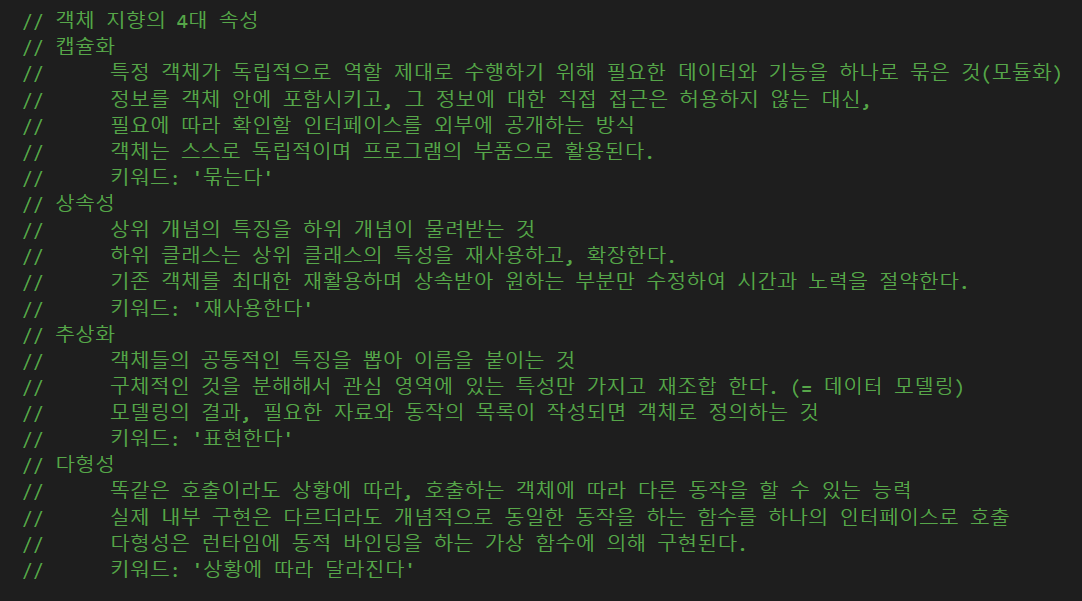 // 객체 지향의 4대 속성
// 캡슐화
//      특정 객체가 독립적으로 역할 제대로 수행하기 위해 필요한 데이터와 기능을 하나로 묶은 것(모듈화)
//      정보를 객체 안에 포함시키고, 그 정보에 대한 직접 접근은 허용하지 않는 대신,
//      필요에 따라 확인할 인터페이스를 외부에 공개하는 방식
//      객체는 스스로 독립적이며 프로그램의 부품으로 활용된다.
//      키워드: '묶는다'
// 상속성
//      상위 개념의 특징을 하위 개념이 물려받는 것
//      하위 클래스는 상위 클래스의 특성을 재사용하고, 확장한다.
//      기존 객체를 최대한 재활용하며 상속받아 원하는 부분만 수정하여 시간과 노력을 절약한다.
//      키워드: '재사용한다'
// 추상화
//      객체들의 공통적인 특징을 뽑아 이름을 붙이는 것
//      구체적인 것을 분해해서 관심 영역에 있는 특성만 가지고 재조합 한다. (= 데이터 모델링)
//      모델링의 결과, 필요한 자료와 동작의 목록이 작성되면 객체로 정의하는 것
//      키워드: '표현한다'
// 다형성
//      똑같은 호출이라도 상황에 따라, 호출하는 객체에 따라 다른 동작을 할 수 있는 능력
//      실제 내부 구현은 다르더라도 개념적으로 동일한 동작을 하는 함수를 하나의 인터페이스로 호출
//      다형성은 런타임에 동적 바인딩을 하는 가상 함수에 의해 구현된다.
//      키워드: '상황에 따라 달라진다'